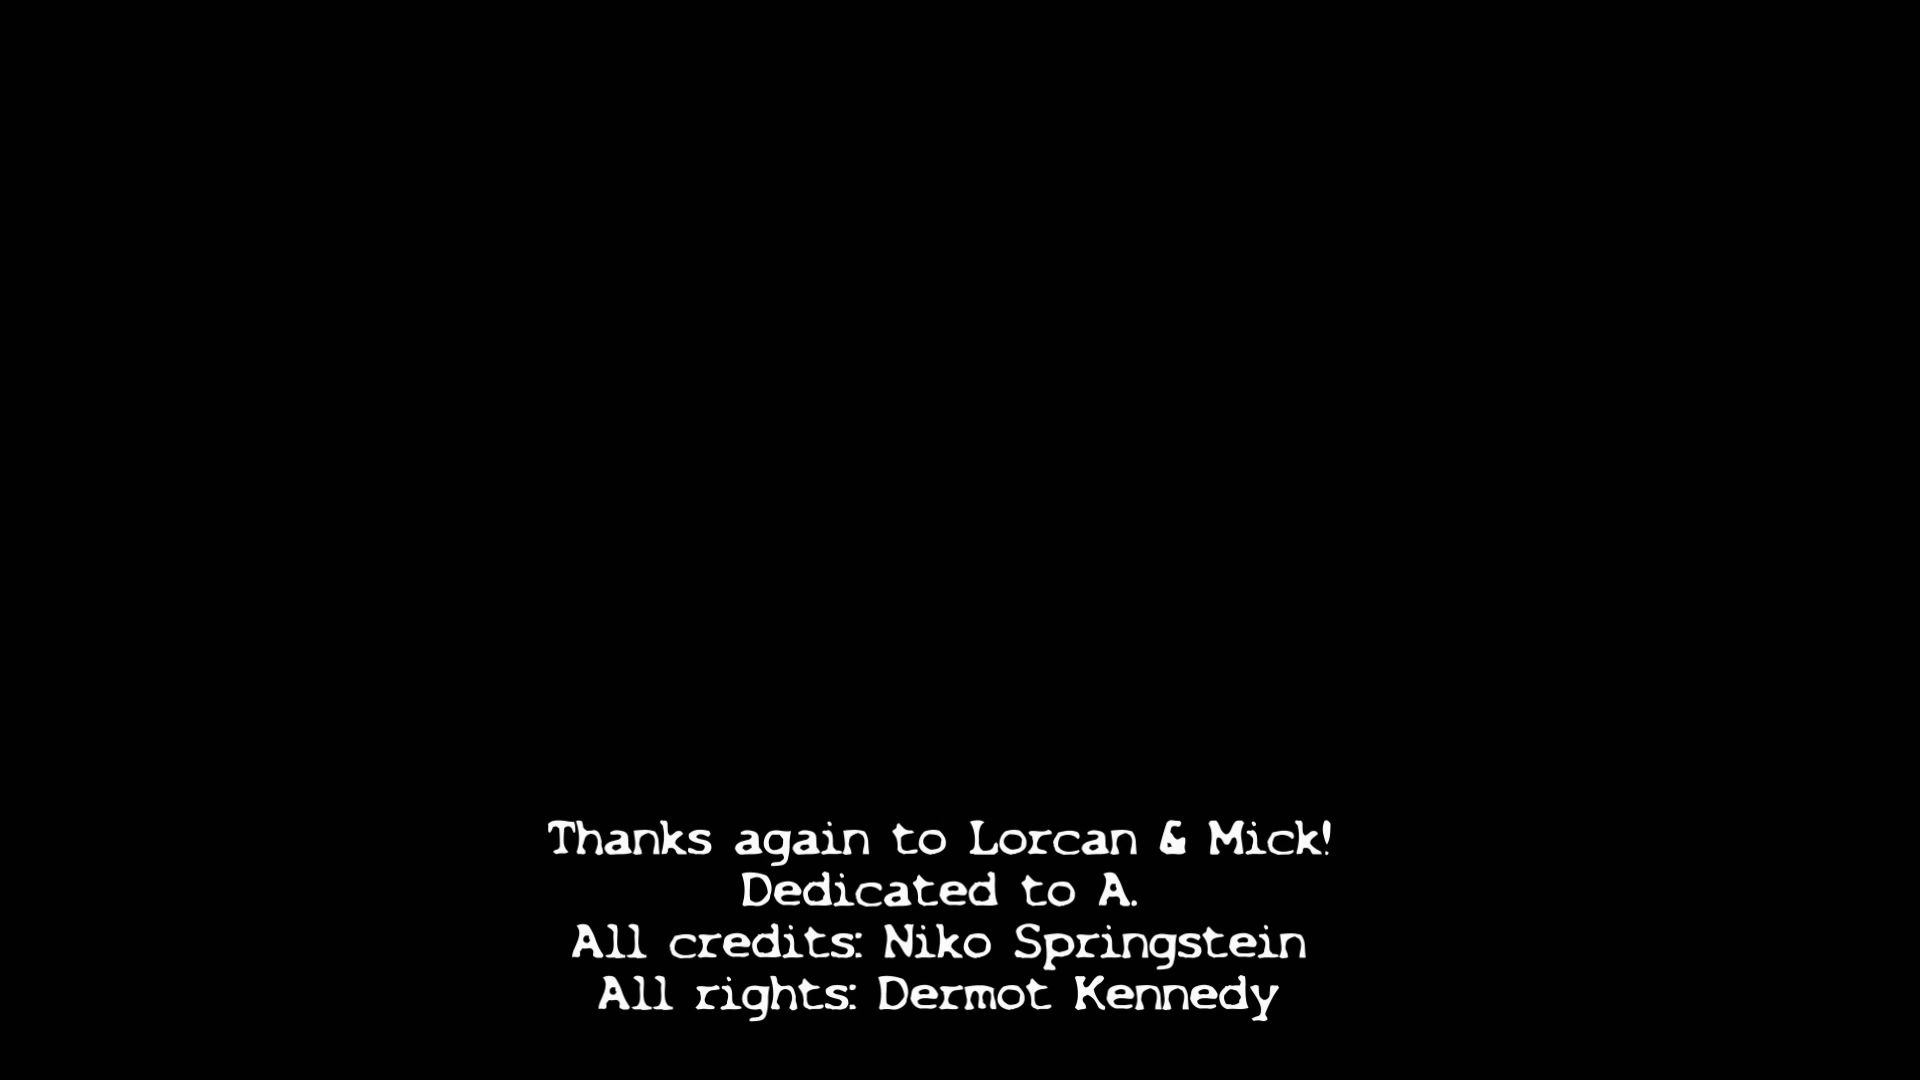 Thanks again to Lorcan & Mick!
Dedicated to A.
All credits: Niko Springstein
All rights: Dermot Kennedy